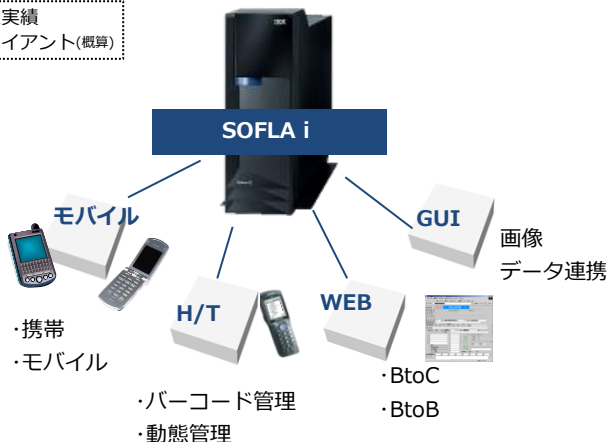 実績
イアント(概算)
IBM
SOFLA i
モバイル
GUI
画像
データ連携
H/T
WEB
・携帯
・モバイル
・BtoC
・BtoB
・バーコード管理
・動態管理